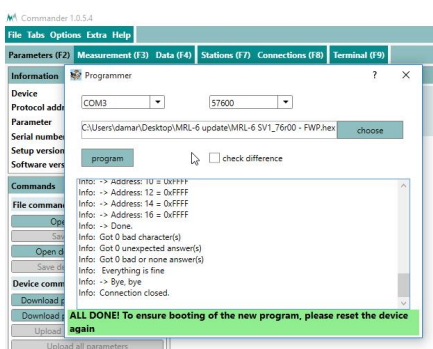 Commander 1.0.5.4
File Tabs Options Extra Help
Parameters (F2) Measurement (F3) Data (F4) Stations (F7) Connections (F8) Terminal (F9)
Information
Programmer
?
Device
COM3
57600
Protocol addr
Parameter
C:\Users\damar\Desktop\MRL-6 update\MRL-6 SV1_76r00 - FWP.hex
choose
Serial number
Setup version
Software vers
program
check difference
Commands
File comman
Ope
Sav
Open d
Save de
Device comm
Download p
Download p
Upload
Upload all parameters
Info: -> Address: 10 = 0xFFFF
Info: -> Address: 12 = 0xFFFF
Info: -> Address: 14 = 0xFFFF
Info: -> Address: 16 = 0xFFFF
Info: -> Done.
Info: Got 0 bad character(s)
Info: Got 0 unexpected answer(s)
Info: Got 0 bad or none answer(s)
Info: Everything is fine
Info: -> Bye, bye
Info: Connection closed.
ALL DONE! To ensure booting of the new program, please reset the device
again